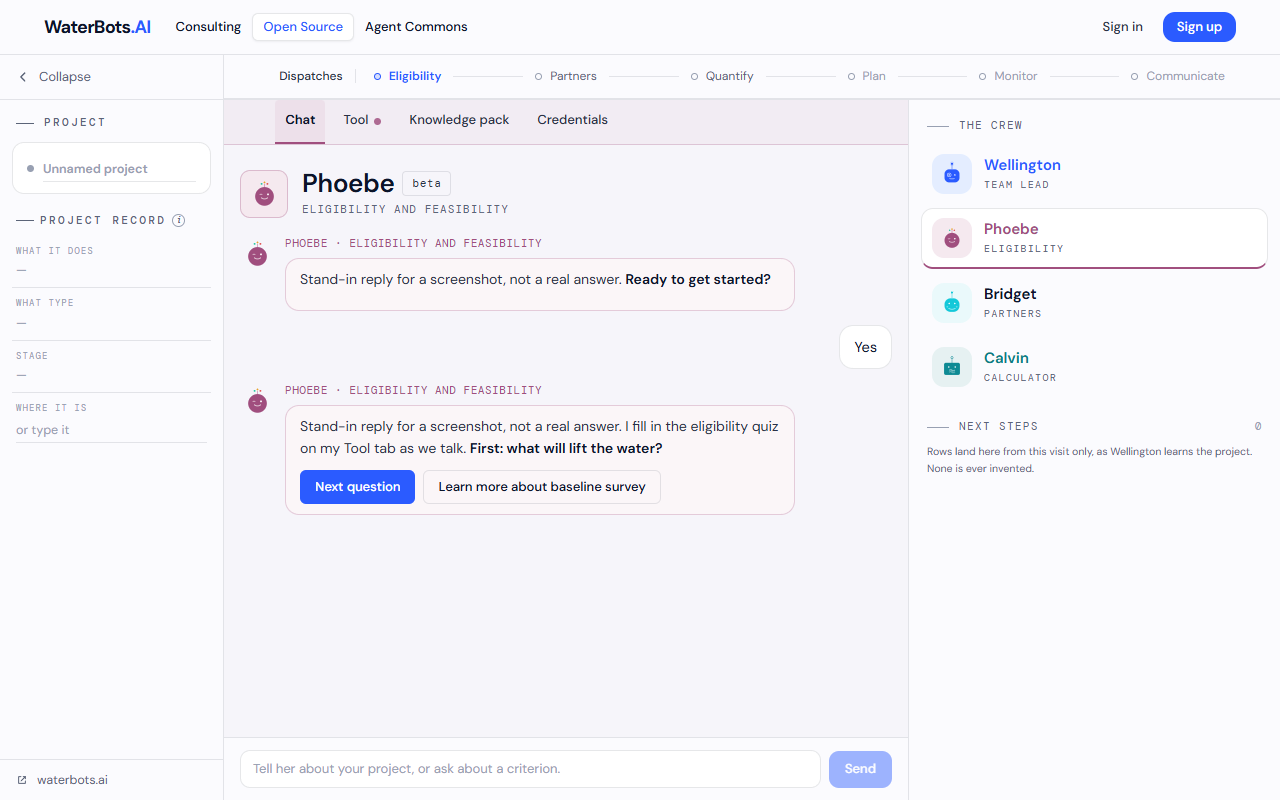 WaterBots.AI Consulting Open Source Agent Commons Sign in Sign up
Collapse
Dispatches Eligibility Partners Quantify Plan Monitor Communicate
PROJECT
Unnamed project
PROJECT RECORD i
WHAT IT DOES
—
WHAT TYPE
—
STAGE
—
WHERE IT IS
or type it
waterbots.ai
Chat Tool Knowledge pack Credentials
Phoebe beta
ELIGIBILITY AND FEASIBILITY
PHOEBE · ELIGIBILITY AND FEASIBILITY
Stand-in reply for a screenshot, not a real answer. Ready to get started?
Yes
PHOEBE · ELIGIBILITY AND FEASIBILITY
Stand-in reply for a screenshot, not a real answer. I fill in the eligibility quiz
on my Tool tab as we talk. First: what will lift the water?
Next question Learn more about baseline survey
Tell her about your project, or ask about a criterion. Send
THE CREW
Wellington
TEAM LEAD
Phoebe
ELIGIBILITY
Bridget
PARTNERS
Calvin
CALCULATOR
NEXT STEPS 0
Rows land here from this visit only, as Wellington learns the project.
None is ever invented.